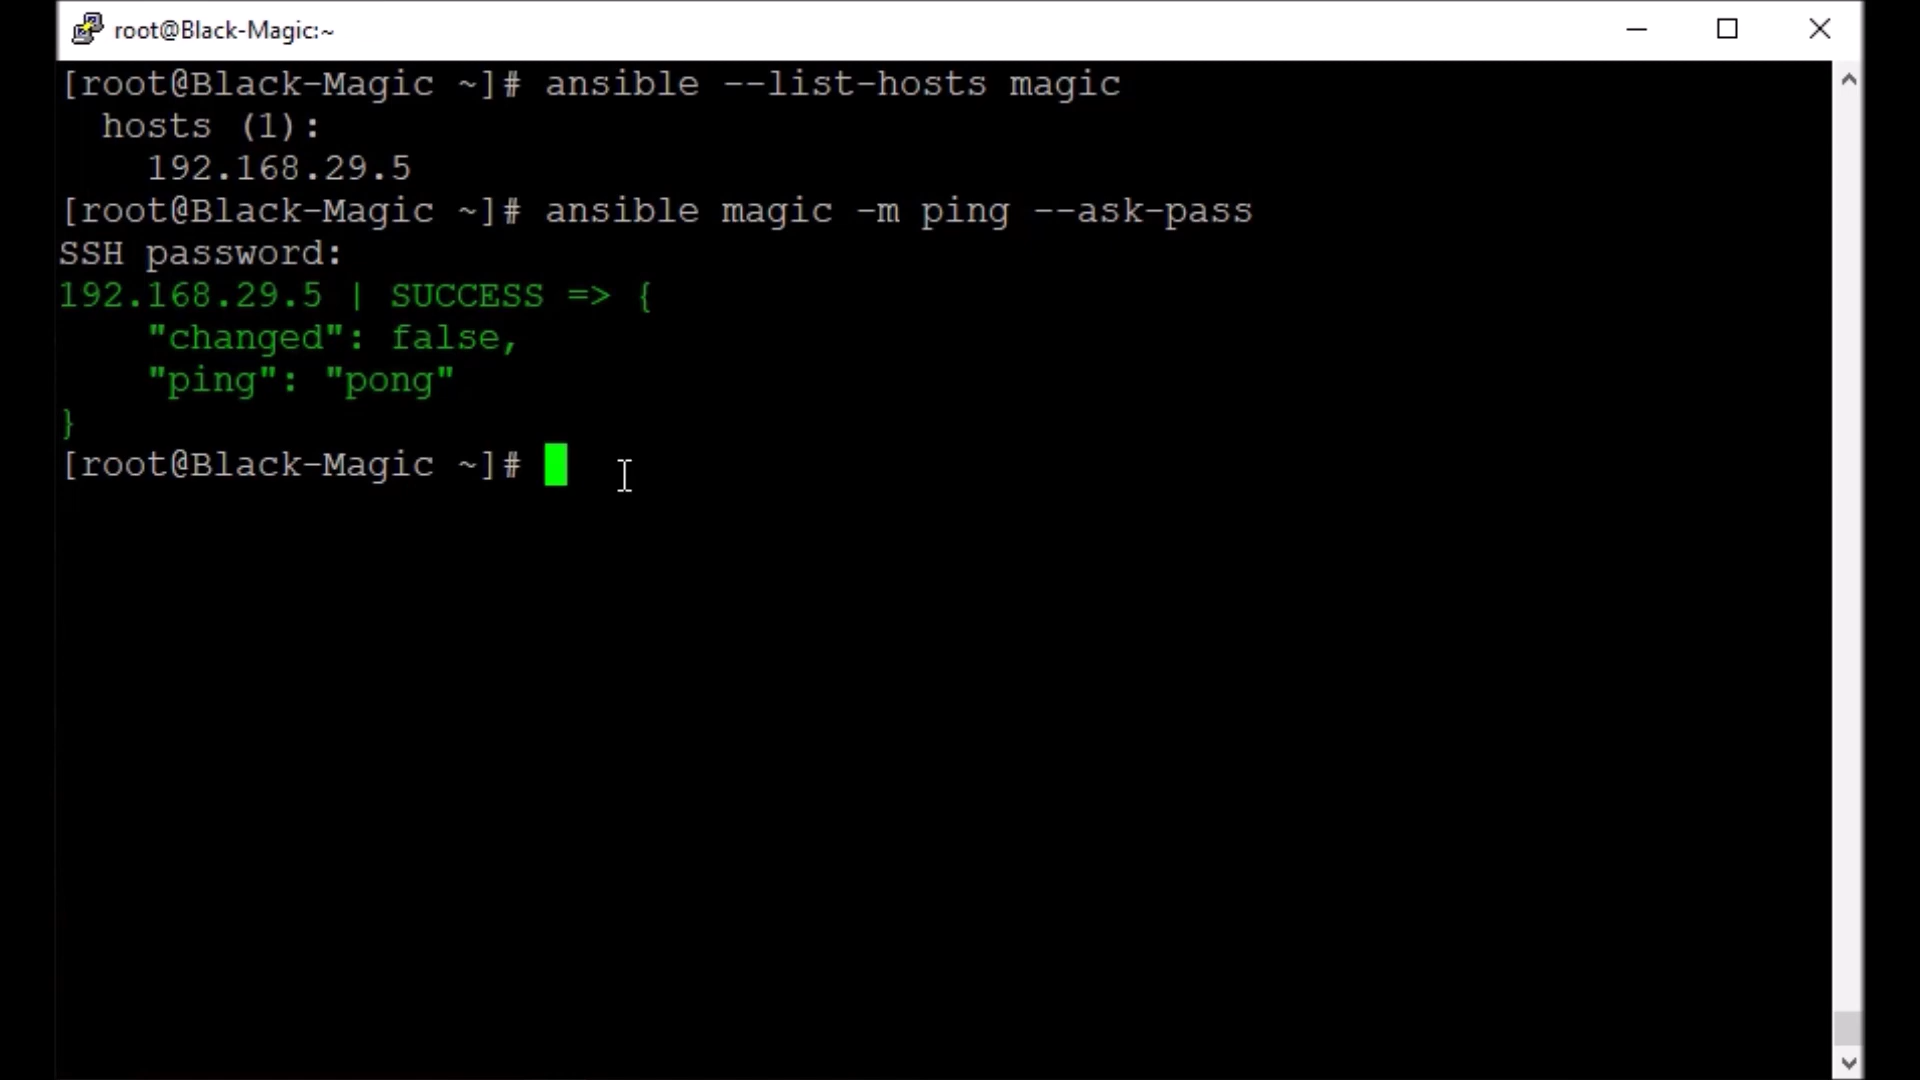 root@Black-Magic:~
[root@Black-Magic ~]# ansible --list-hosts magic
  hosts (1):
    192.168.29.5
[root@Black-Magic ~]# ansible magic -m ping --ask-pass
SSH password:
192.168.29.5 | SUCCESS => {
    "changed": false,
    "ping": "pong"
}
[root@Black-Magic ~]#